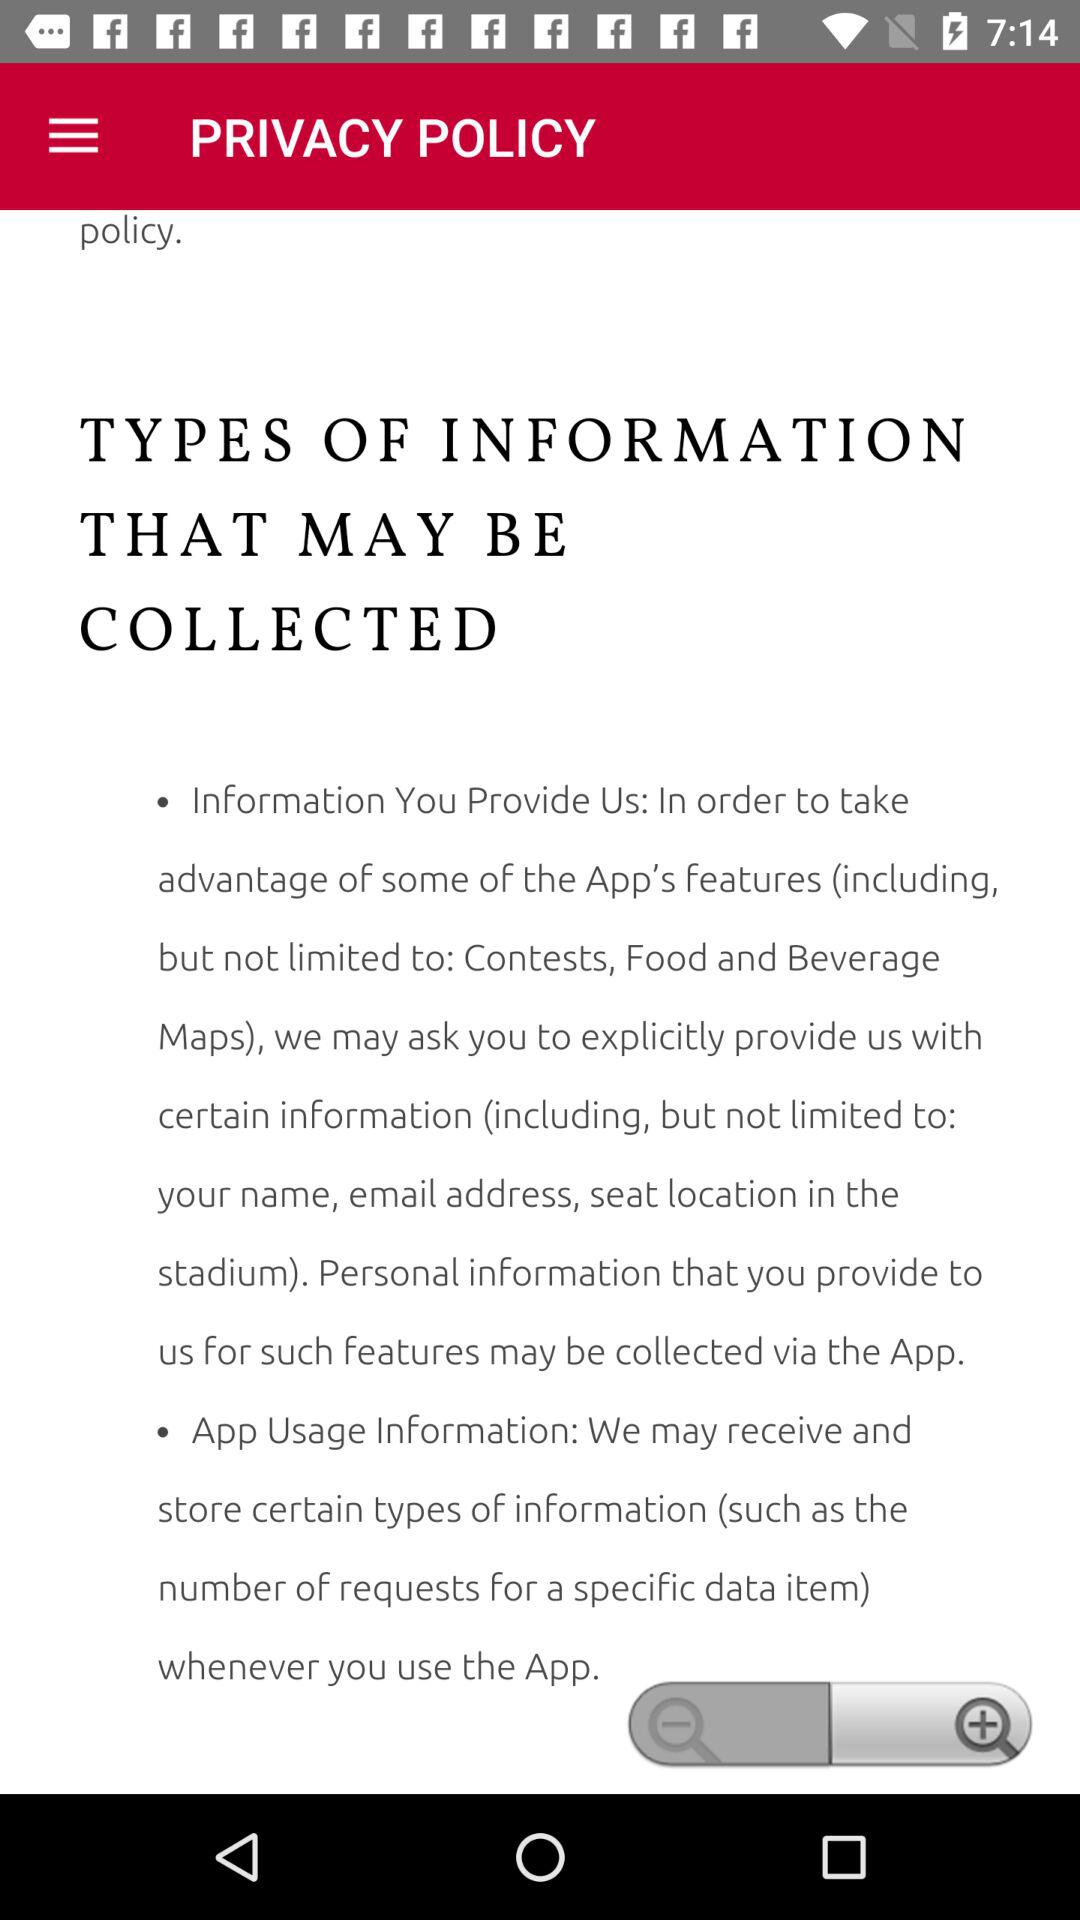 7:14
PRIVACY POLICY
policy.
TYPES OF INFORMATION
THAT MAY BE
COLLECTED
• Information You Provide Us: In order to take
advantage of some of the App’s features (including,
but not limited to: Contests, Food and Beverage
Maps), we may ask you to explicitly provide us with
certain information (including, but not limited to:
your name, email address, seat location in the
stadium). Personal information that you provide to
us for such features may be collected via the App.
• App Usage Information: We may receive and
store certain types of information (such as the
number of requests for a specific data item)
whenever you use the App.